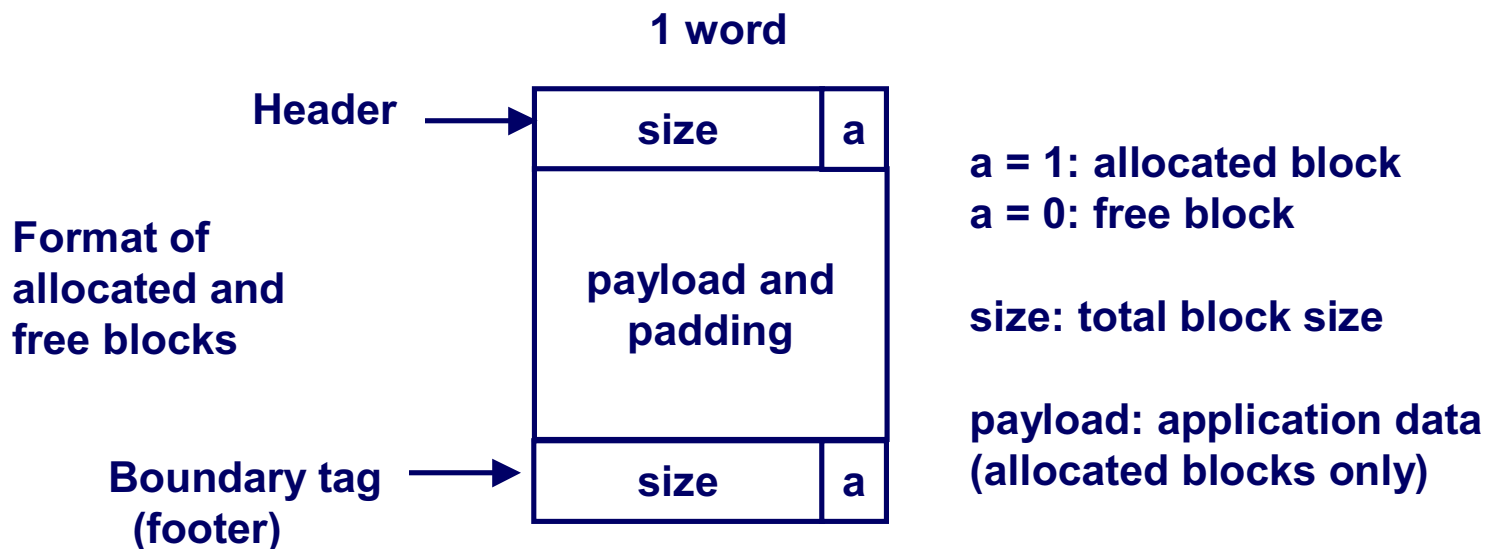 1 word
Header
size a
a = 1: allocated block
a = 0: free block
Format of
allocated and
free blocks
payload and
padding
size: total block size
payload: application data
(allocated blocks only)
Boundary tag
(footer)
size a